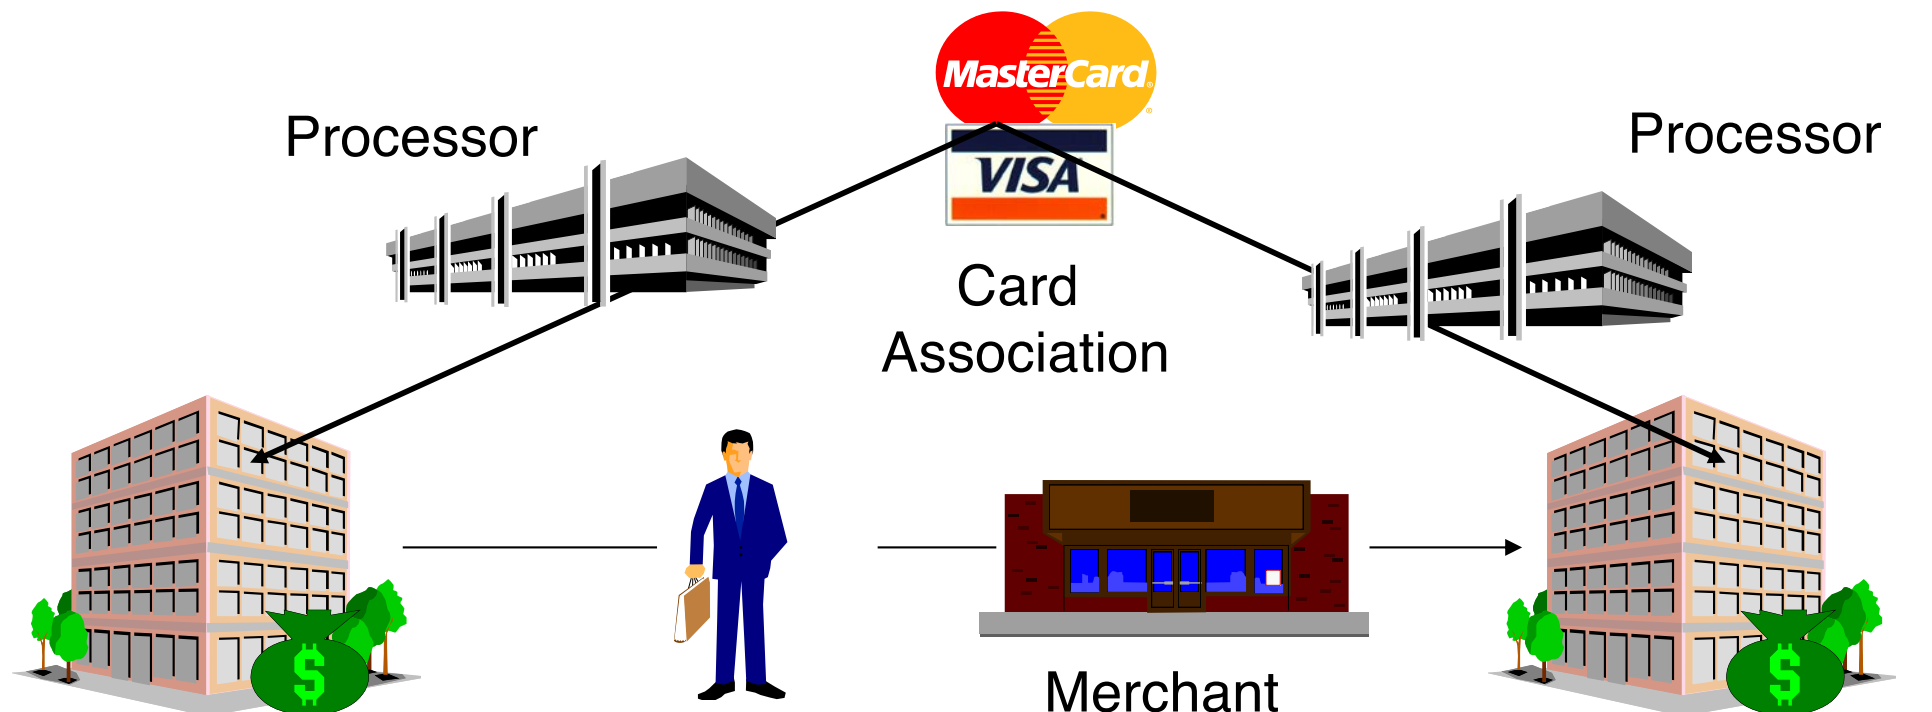 MasterCard
Processor
Processor
VISA
Card
Association
$
$
Merchant